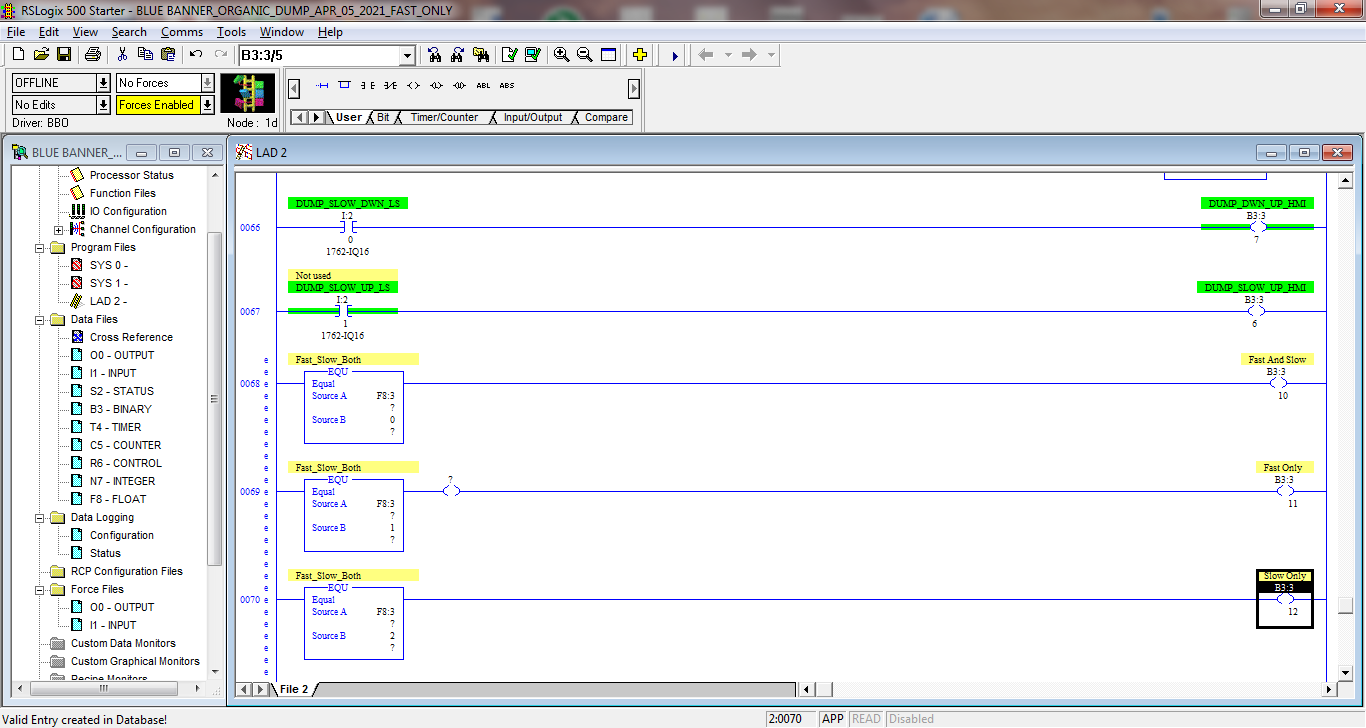 RSLogix 500 Starter - BLUE BANNER_ORGANIC_DUMP_APR_05_2021_FAST_ONLY
File Edit View Search Comms Tools Window Help
B3:3/5
OFFLINE No Forces
No Edits Forces Enabled
Driver: BBO Node : 1d
ABL ABS
User Bit Timer/Counter Input/Output Compare
BLUE BANNER_...
Processor Status
Function Files
IO Configuration
Channel Configuration
Program Files
SYS 0 -
SYS 1 -
LAD 2 -
Data Files
Cross Reference
O0 - OUTPUT
I1 - INPUT
S2 - STATUS
B3 - BINARY
T4 - TIMER
C5 - COUNTER
R6 - CONTROL
N7 - INTEGER
F8 - FLOAT
Data Logging
Configuration
Status
RCP Configuration Files
Force Files
O0 - OUTPUT
I1 - INPUT
Custom Data Monitors
Custom Graphical Monitors
Recipe Monitors
LAD 2
DUMP_SLOW_DWN_LS DUMP_DWN_UP_HMI
I:2 B3:3
0066
0 7
1762-IQ16
Not used
DUMP_SLOW_UP_LS DUMP_SLOW_UP_HMI
I:2 B3:3
0067
1 6
1762-IQ16
e Fast_Slow_Both Fast And Slow
e EQU B3:3
0068 e Equal
e Source A F8:3 10
e ?
e Source B 0
e ?
e
e
e Fast_Slow_Both Fast Only
e EQU ? B3:3
0069 e Equal
e Source A F8:3 11
e ?
e Source B 1
e ?
e
e
e Fast_Slow_Both Slow Only
e EQU B3:3
0070 e Equal
e Source A F8:3 12
e ?
e Source B 2
e ?
e
e
File 2
Valid Entry created in Database! 2:0070 APP READ Disabled